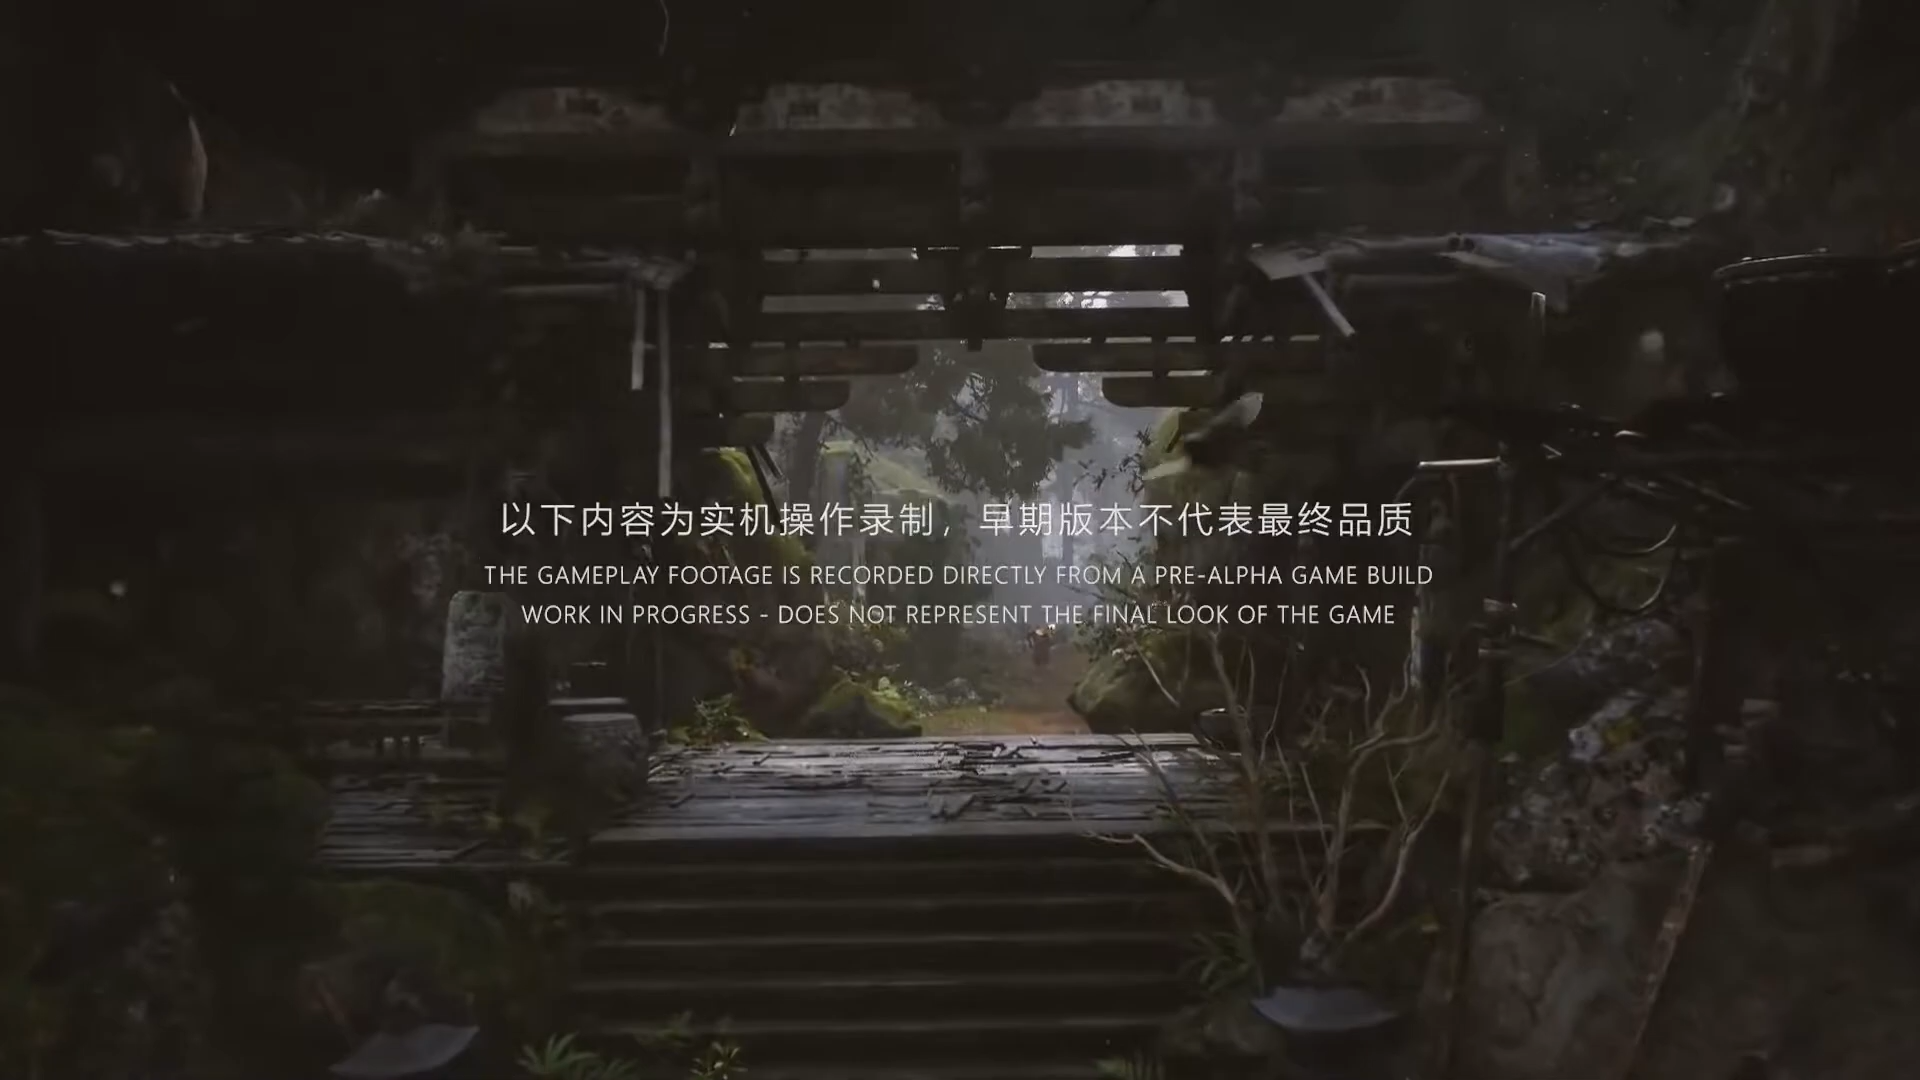 以下内容为实机操作录制，早期版本不代表最终品质
THE GAMEPLAY FOOTAGE IS RECORDED DIRECTLY FROM A PRE-ALPHA GAME BUILD
WORK IN PROGRESS - DOES NOT REPRESENT THE FINAL LOOK OF THE GAME